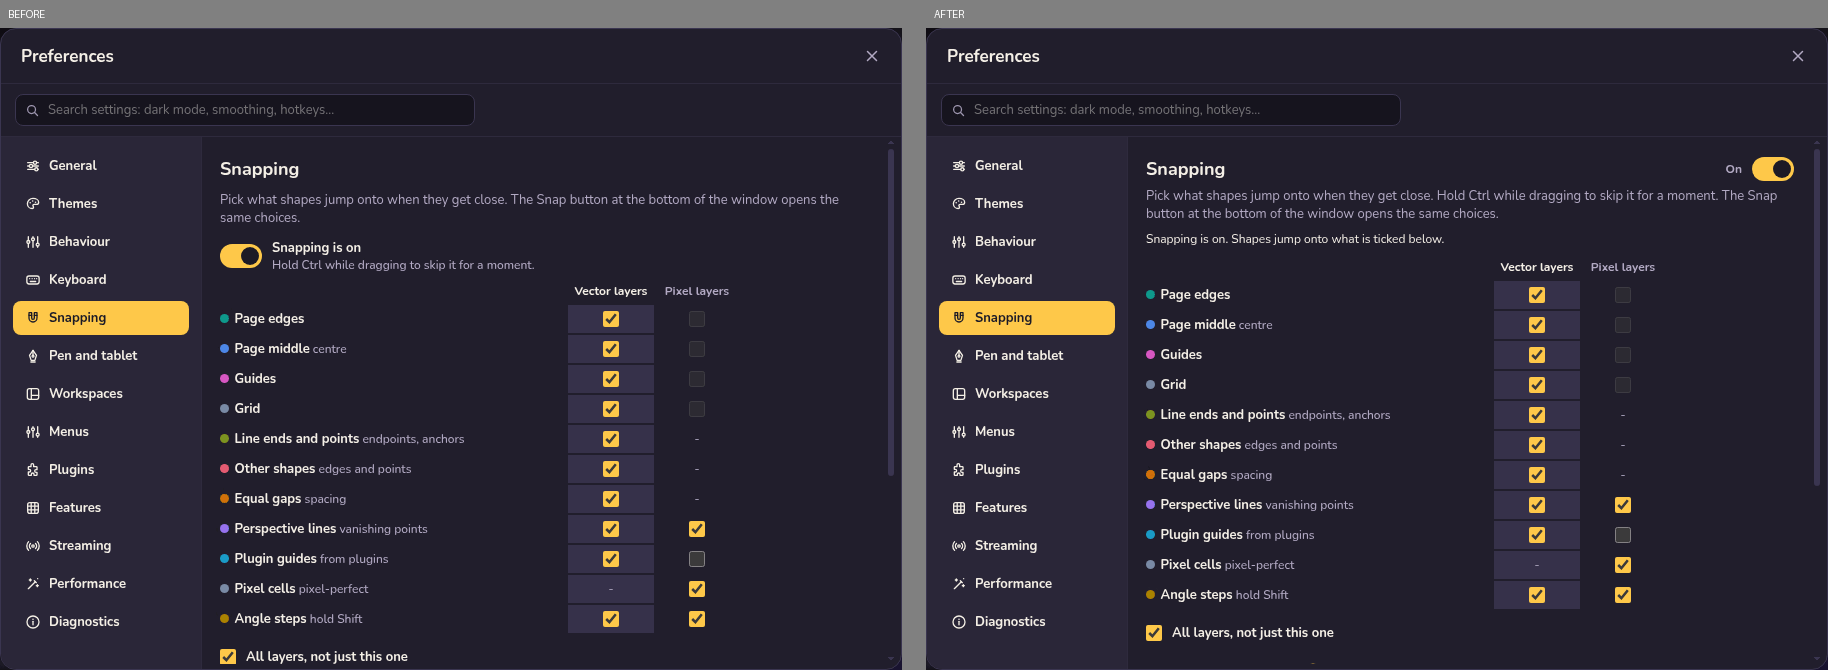 BEFORE
Preferences
Search settings: dark mode, smoothing, hotkeys...
General
Themes
Behaviour
Keyboard
Snapping
Pen and tablet
Workspaces
Menus
Plugins
Features
Streaming
Performance
Diagnostics
Snapping
Pick what shapes jump onto when they get close. The Snap button at the bottom of the window opens the
same choices.
Snapping is on
Hold Ctrl while dragging to skip it for a moment.
Vector layers Pixel layers
Page edges
Page middle centre
Guides
Grid
Line ends and points endpoints, anchors -
Other shapes edges and points -
Equal gaps spacing -
Perspective lines vanishing points
Plugin guides from plugins
Pixel cells pixel-perfect -
Angle steps hold Shift
All layers, not just this one
AFTER
Preferences
Search settings: dark mode, smoothing, hotkeys...
General
Themes
Behaviour
Keyboard
Snapping
Pen and tablet
Workspaces
Menus
Plugins
Features
Streaming
Performance
Diagnostics
Snapping On
Pick what shapes jump onto when they get close. Hold Ctrl while dragging to skip it for a moment. The Snap
button at the bottom of the window opens the same choices.
Snapping is on. Shapes jump onto what is ticked below.
Vector layers Pixel layers
Page edges
Page middle centre
Guides
Grid
Line ends and points endpoints, anchors -
Other shapes edges and points -
Equal gaps spacing -
Perspective lines vanishing points
Plugin guides from plugins
Pixel cells pixel-perfect -
Angle steps hold Shift
All layers, not just this one